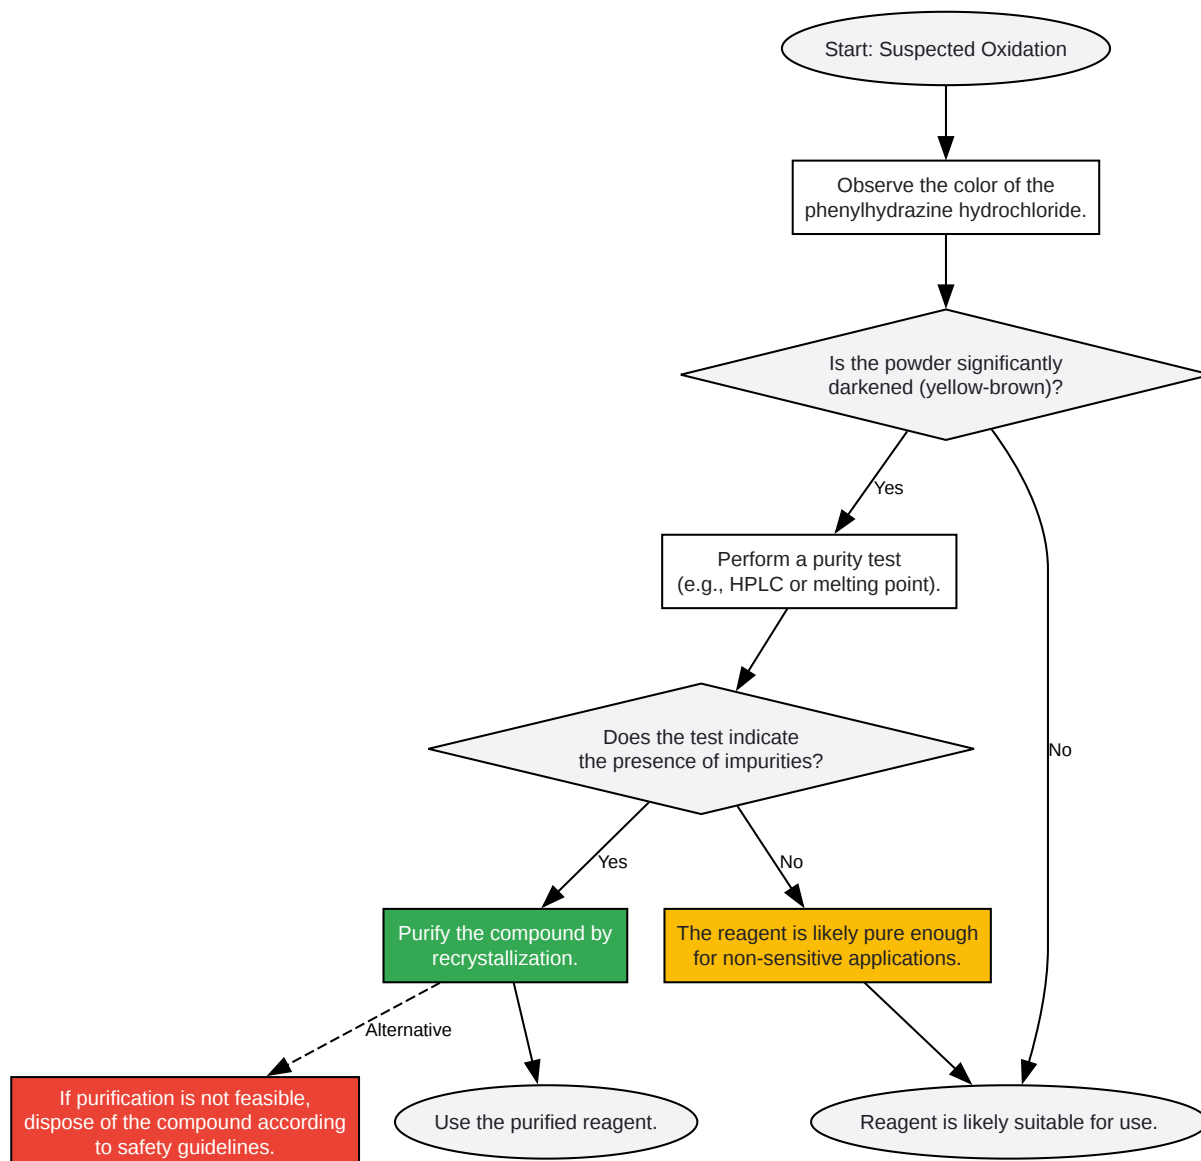 Start: Suspected Oxidation
Observe the color of the
phenylhydrazine hydrochloride.
Is the powder significantly
darkened (yellow-brown)?
Yes
Perform a purity test
(e.g., HPLC or melting point).
Does the test indicate
the presence of impurities?
No
Yes
No
Purify the compound by
recrystallization.
The reagent is likely pure enough
for non-sensitive applications.
Alternative
If purification is not feasible,
dispose of the compound according
to safety guidelines.
Use the purified reagent.
Reagent is likely suitable for use.